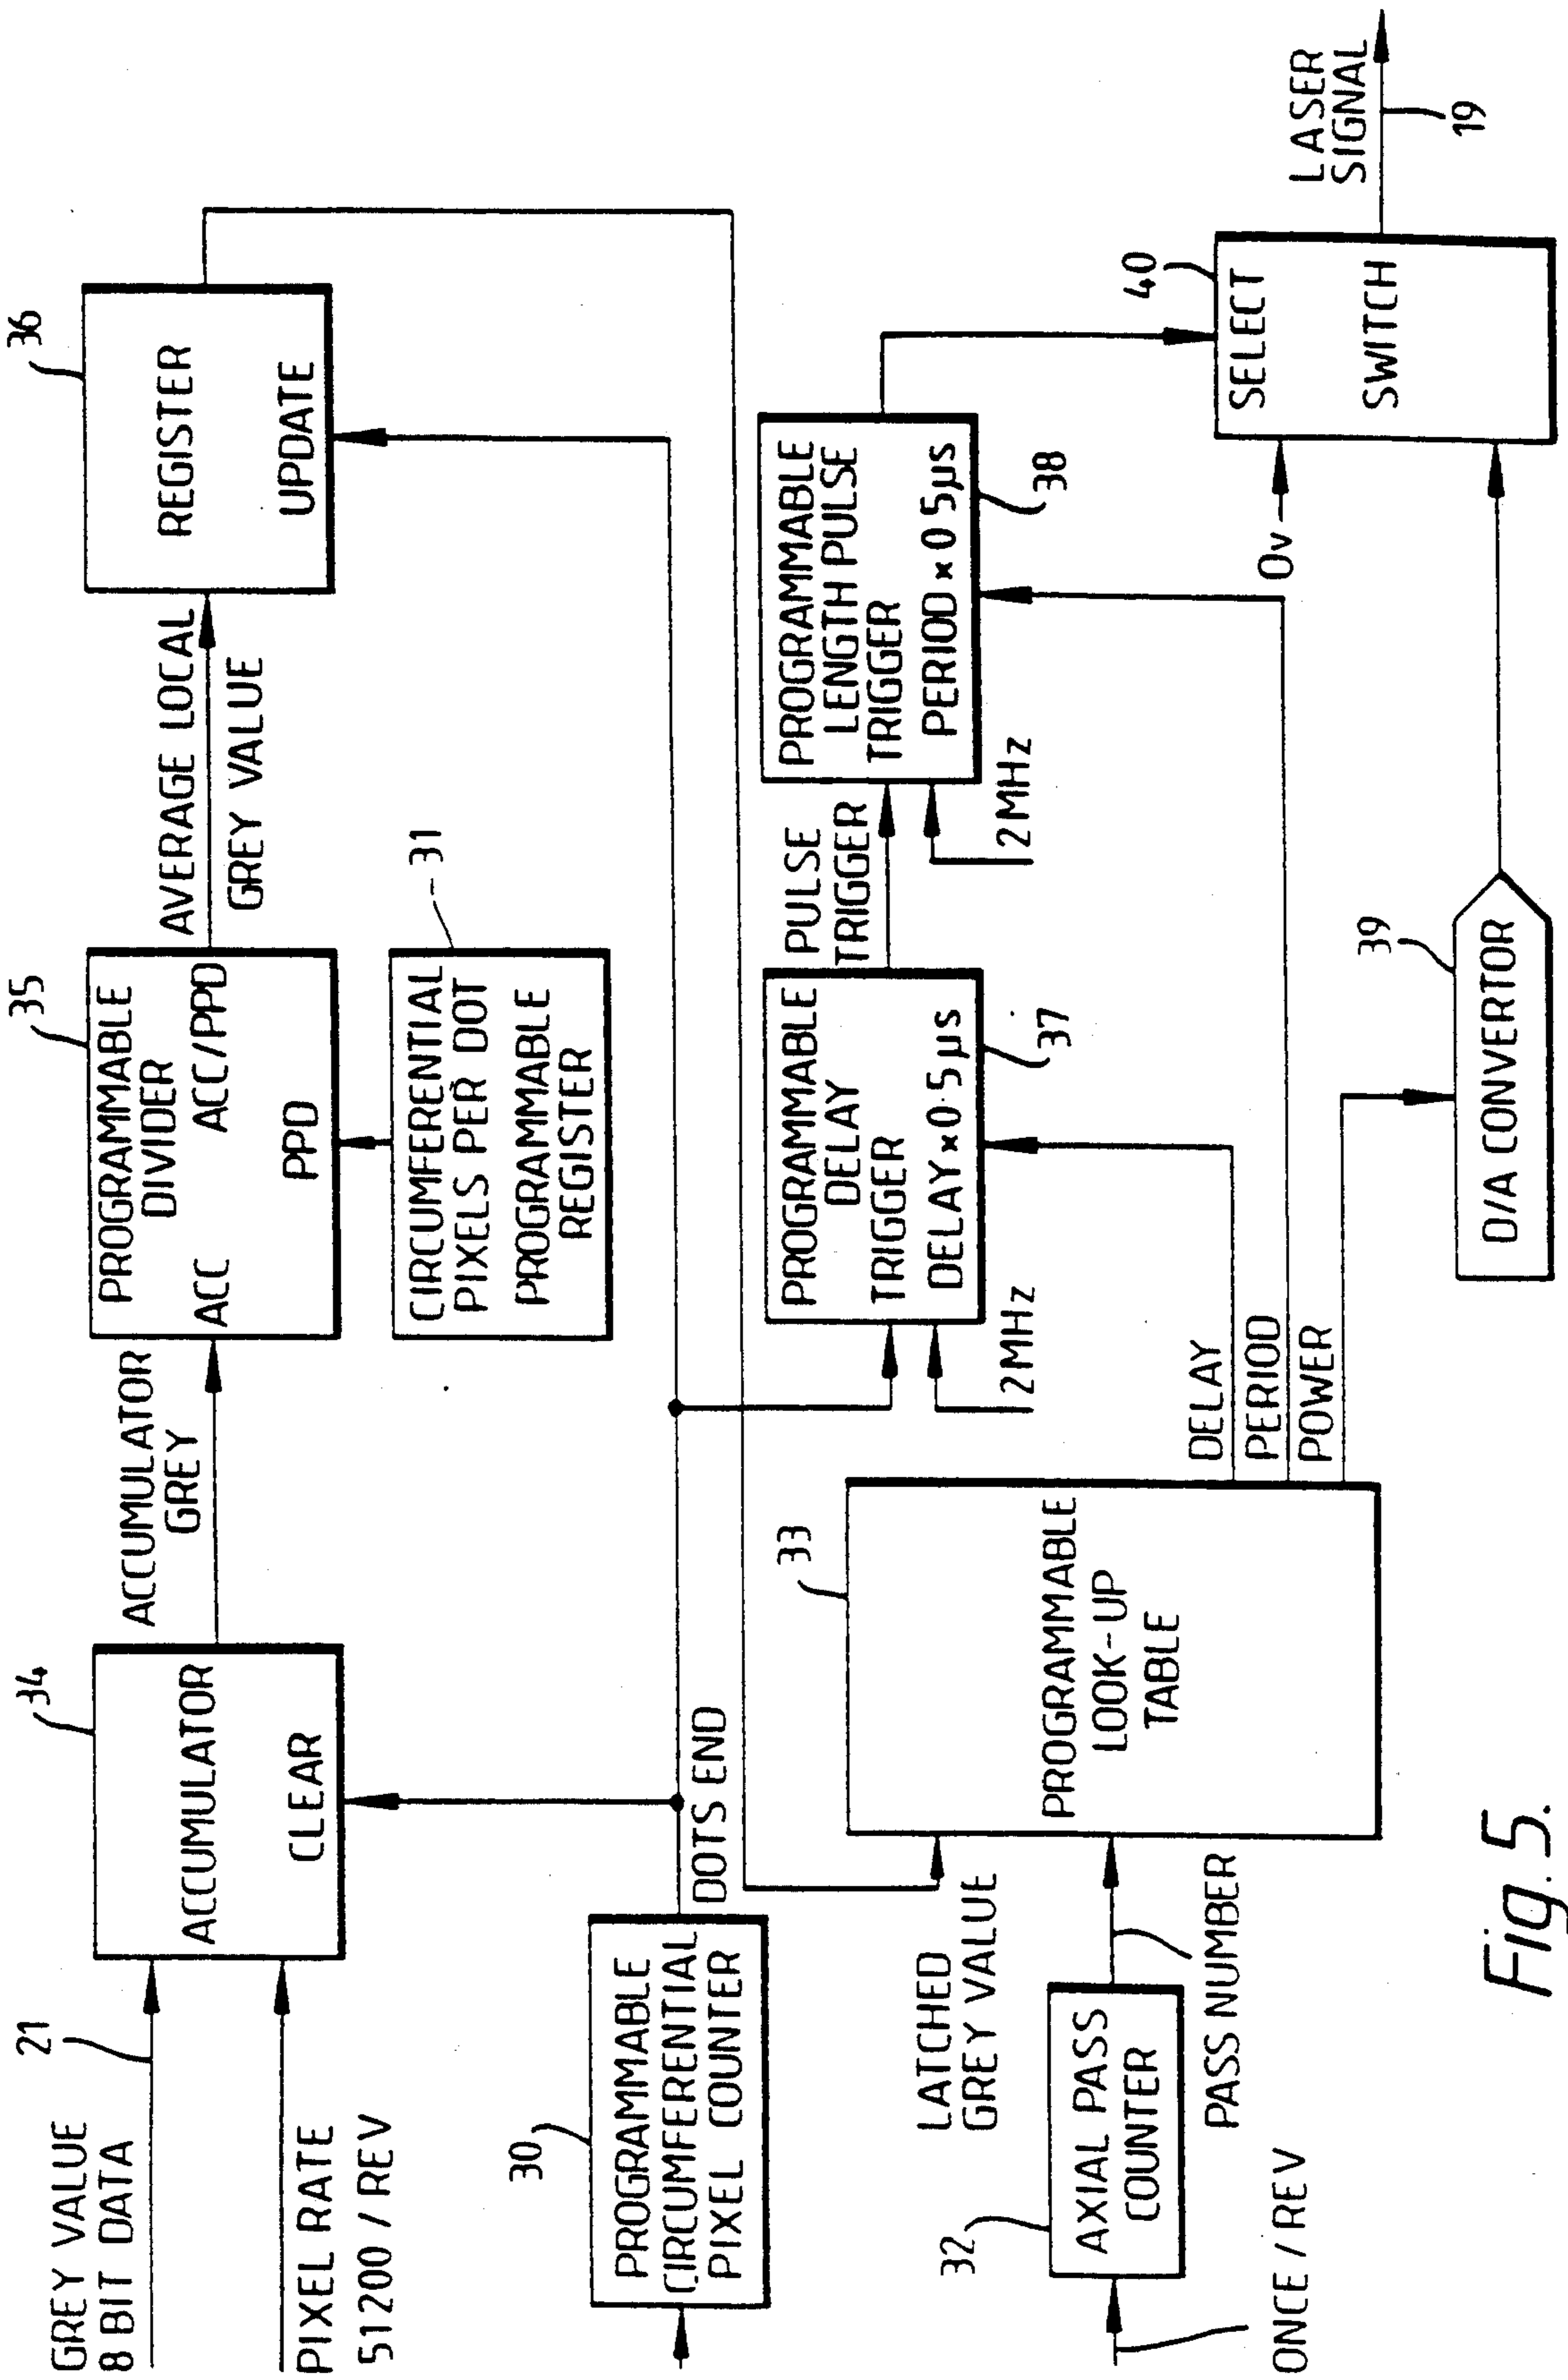 GREY VALUE
8 BIT DATA
21
PIXEL RATE
51200 / REV
34
ACCUMULATOR
CLEAR
ACCUMULATOR
GREY
35
PROGRAMMABLE
DIVIDER
ACC
ACC/PPD
PPD
CIRCUMFERENTIAL
PIXELS PER DOT
PROGRAMMABLE
REGISTER
31
AVERAGE LOCAL
GREY VALUE
36
REGISTER
UPDATE
30
PROGRAMMABLE
CIRCUMFERENTIAL
PIXEL COUNTER
DOTS END
LATCHED
GREY VALUE
32
AXIAL PASS
COUNTER
ONCE / REV
PASS NUMBER
33
PROGRAMMABLE
LOOK-UP
TABLE
DELAY
PERIOD
POWER
2MHz
PROGRAMMABLE
DELAY
TRIGGER
DELAY×0·5µs
37
PULSE
TRIGGER
2MHz
PROGRAMMABLE
LENGTH PULSE
TRIGGER
PERIOD × 0 5µs
38
39
D/A CONVERTOR
0v
40
SELECT
SWITCH
LASER
SIGNAL
19
Fig. 5.